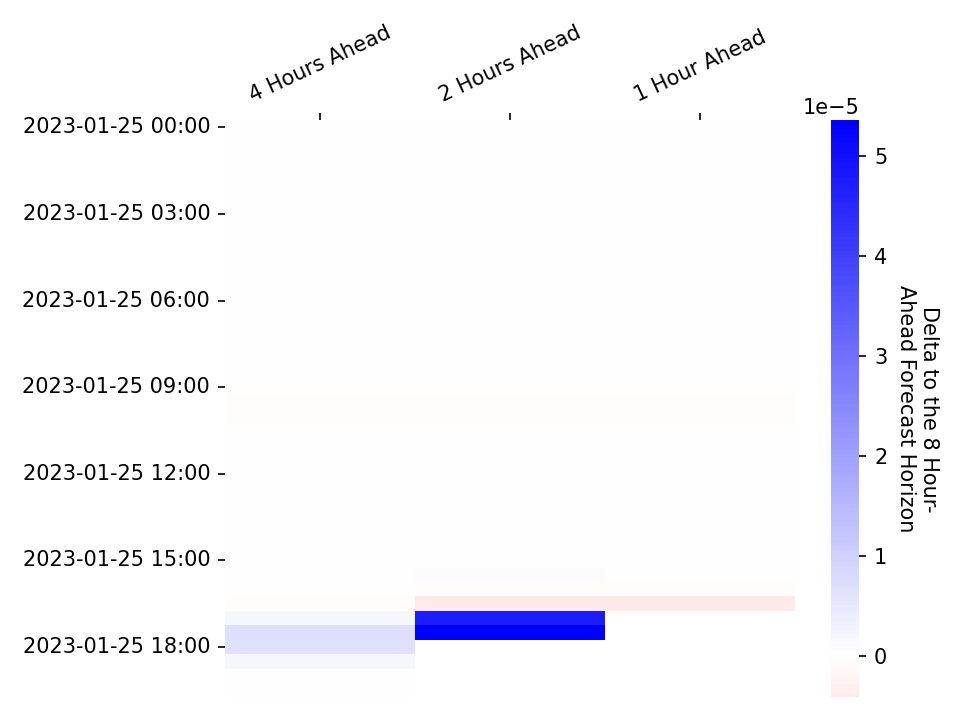 4 Hours Ahead
2 Hours Ahead
1 Hour Ahead
1e−5
2023-01-25 00:00
2023-01-25 03:00
2023-01-25 06:00
2023-01-25 09:00
2023-01-25 12:00
2023-01-25 15:00
2023-01-25 18:00
5
4
3
2
1
0
Delta to the 8 Hour-
Ahead Forecast Horizon